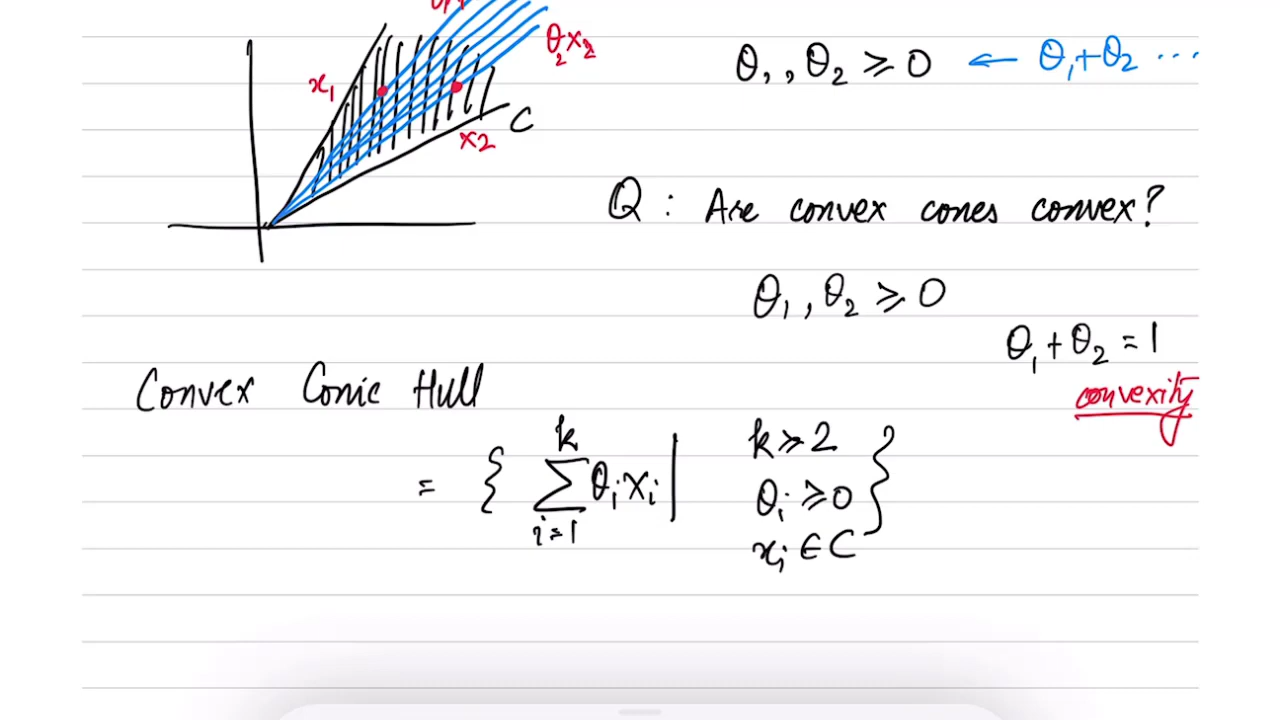 θ₂x₂
x₁
x₂
C
θ₁, θ₂ ⩾ 0 ← θ₁+θ₂ ...
Q : Are convex cones convex?
θ₁, θ₂ ⩾ 0
θ₁ + θ₂ = 1
convexity
Convex Conic Hull
= { ∑ᵢ₌₁ᵏ θᵢxᵢ | k ⩾ 2
θᵢ ⩾ 0 }
xᵢ ∈ C